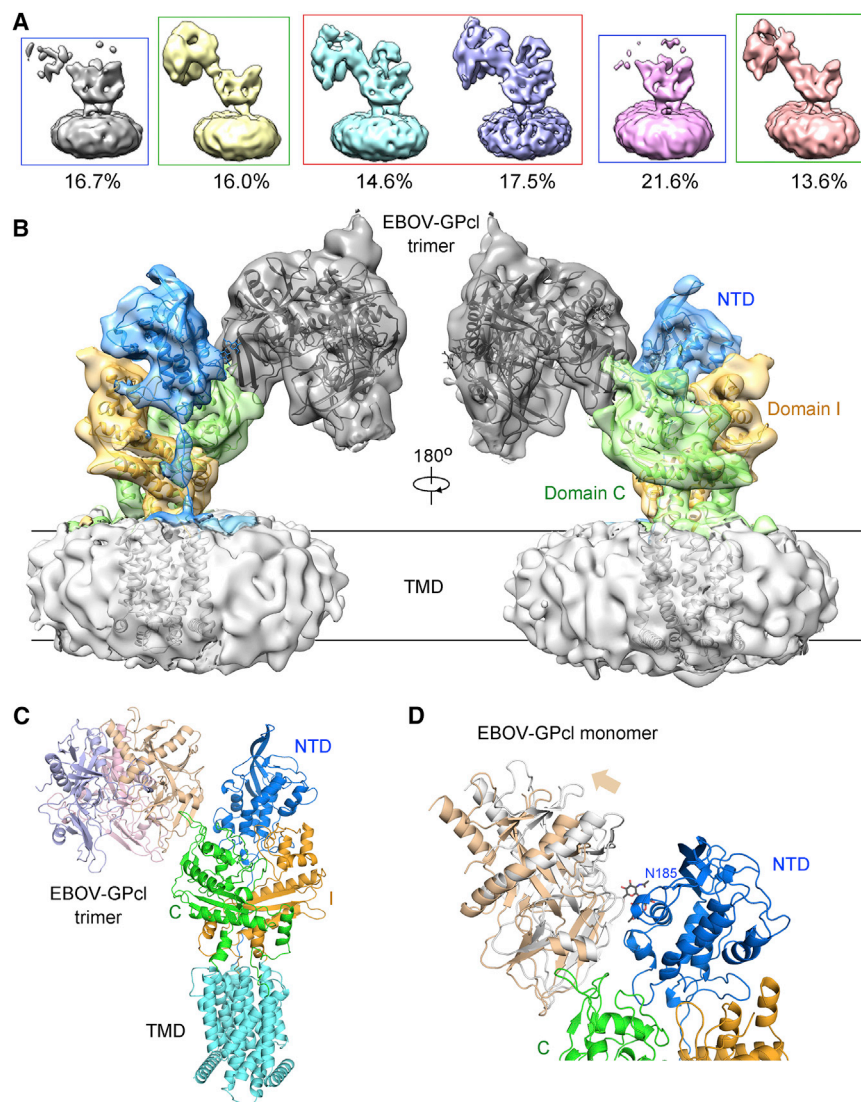 A
16.7%
16.0%
14.6%
17.5%
21.6%
13.6%
B
EBOV-GPcl
trimer
NTD
Domain I
180º
Domain C
TMD
C
NTD
EBOV-GPcl
trimer
C
I
TMD
D
EBOV-GPcl monomer
N185
NTD
C